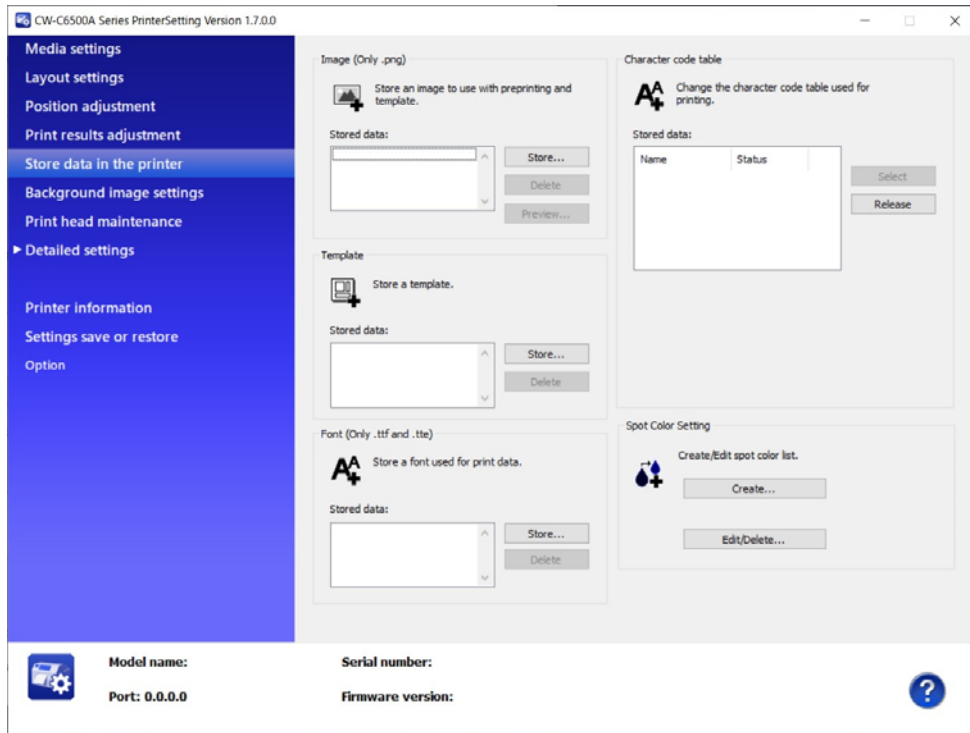 CW-C6500A Series PrinterSetting Version 1.7.0.0
Media settings
Layout settings
Position adjustment
Print results adjustment
Store data in the printer
Background image settings
Print head maintenance
Detailed settings
Printer information
Settings save or restore
Option
Image (Only .png)
Store an image to use with preprinting and
template.
Stored data:
Store...
Delete
Preview...
Template
Store a template.
Stored data:
Store...
Delete
Font (Only .ttf and .tte)
Store a font used for print data.
Stored data:
Store...
Delete
Character code table
Change the character code table used for
printing.
Stored data:
Name Status
Select
Release
Spot Color Setting
Create/Edit spot color list.
Create...
Edit/Delete...
Model name:
Serial number:
Port: 0.0.0.0
Firmware version: